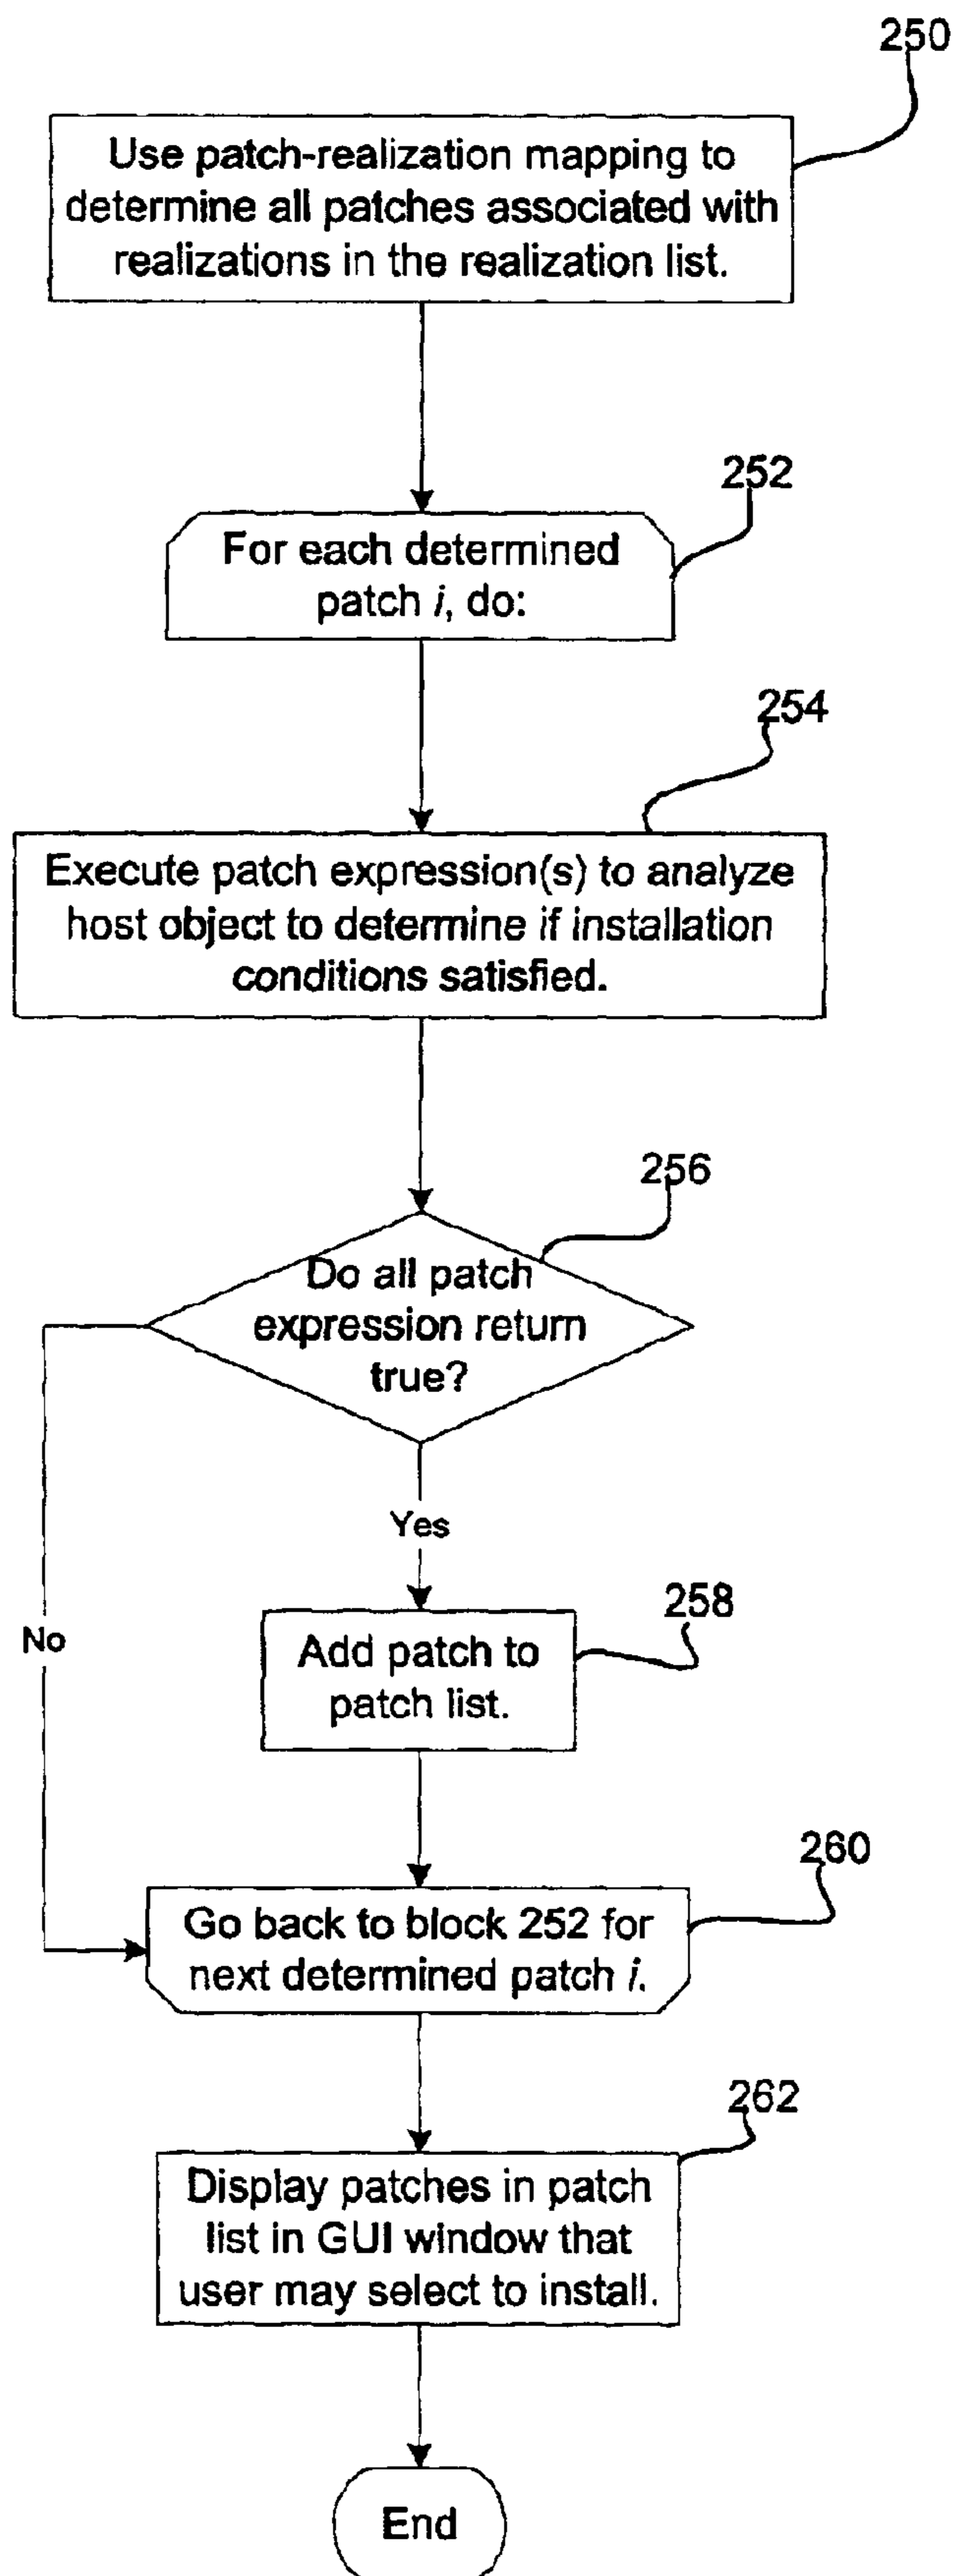 250
Use patch-realization mapping to
determine all patches associated with
realizations in the realization list.
252
For each determined
patch i, do:
254
Execute patch expression(s) to analyze
host object to determine if installation
conditions satisfied.
256
Do all patch
expression return
true?
Yes
No
258
Add patch to
patch list.
260
Go back to block 252 for
next determined patch i.
262
Display patches in patch
list in GUI window that
user may select to install.
End